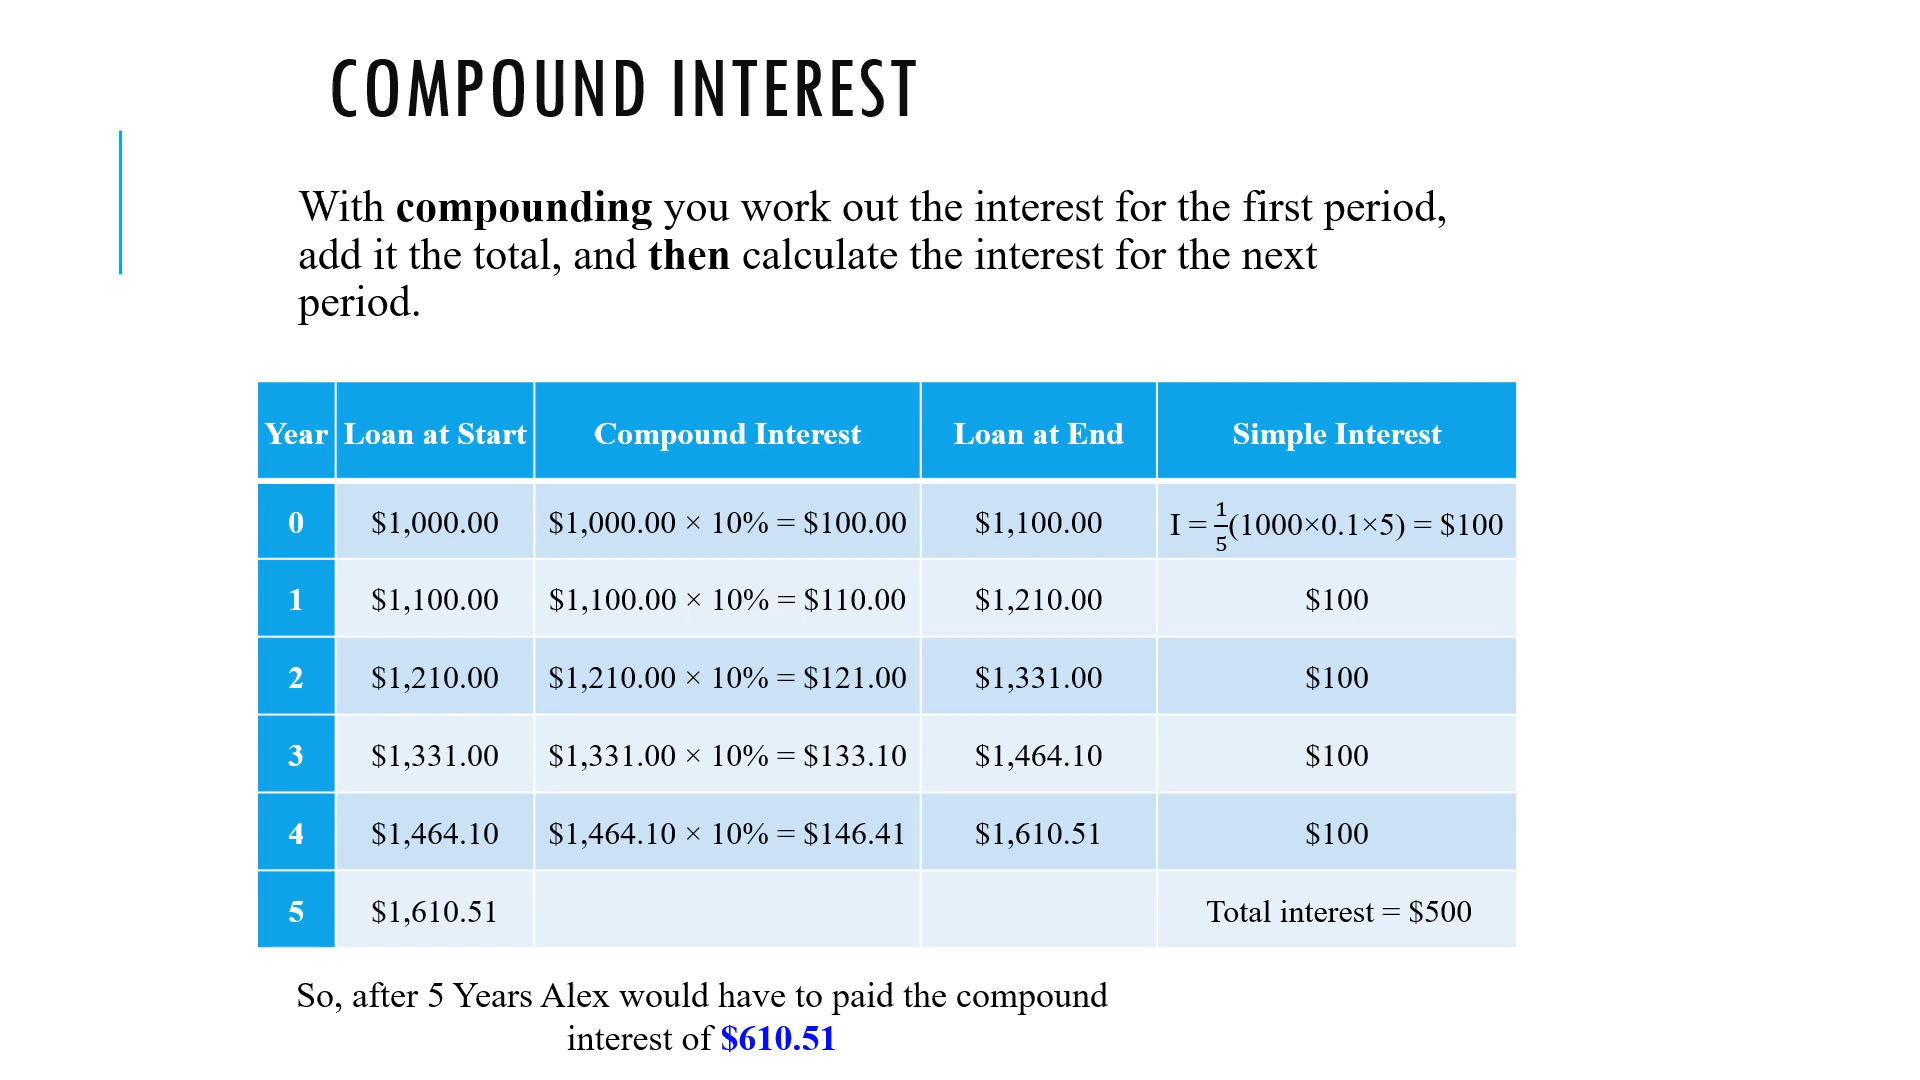 COMPOUND INTEREST
With compounding you work out the interest for the first period,
add it the total, and then calculate the interest for the next
period.
Year Loan at Start Compound Interest Loan at End Simple Interest
0 $1,000.00 $1,000.00 × 10% = $100.00 $1,100.00 I = 1/5(1000×0.1×5) = $100
1 $1,100.00 $1,100.00 × 10% = $110.00 $1,210.00 $100
2 $1,210.00 $1,210.00 × 10% = $121.00 $1,331.00 $100
3 $1,331.00 $1,331.00 × 10% = $133.10 $1,464.10 $100
4 $1,464.10 $1,464.10 × 10% = $146.41 $1,610.51 $100
5 $1,610.51 Total interest = $500
So, after 5 Years Alex would have to paid the compound
interest of $610.51